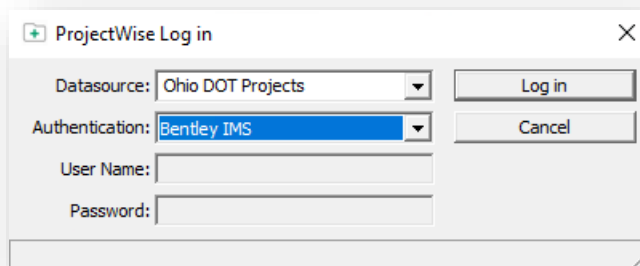 ProjectWise Log in
Datasource: Ohio DOT Projects Log in
Authentication: Bentley IMS Cancel
User Name:
Password: